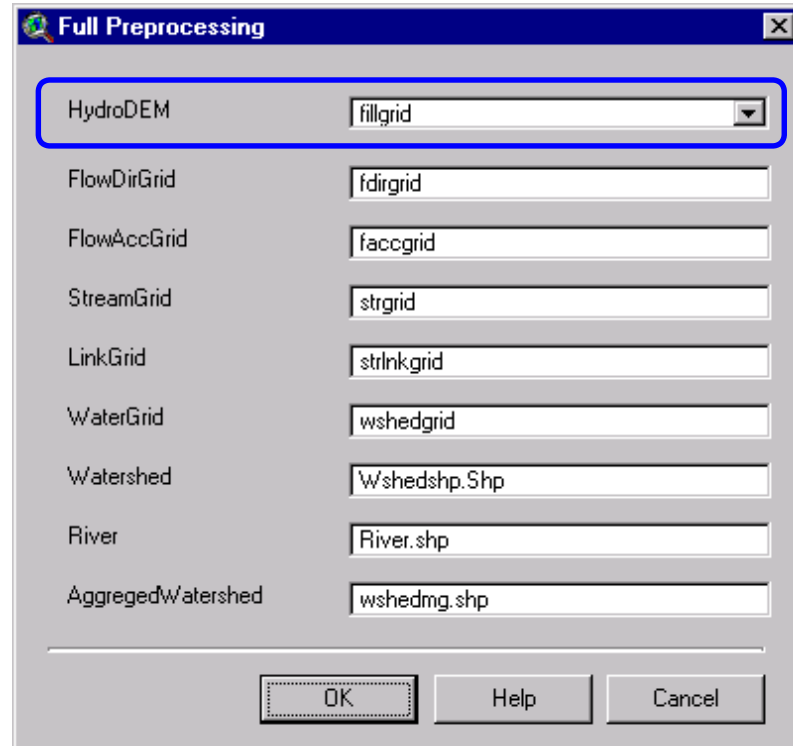 Full Preprocessing
HydroDEM fillgrid
FlowDirGrid fdirgrid
FlowAccGrid faccgrid
StreamGrid strgrid
LinkGrid strlnkgrid
WaterGrid wshedgrid
Watershed Wshedshp.Shp
River River.shp
AggregedWatershed wshedmg.shp
OK Help Cancel